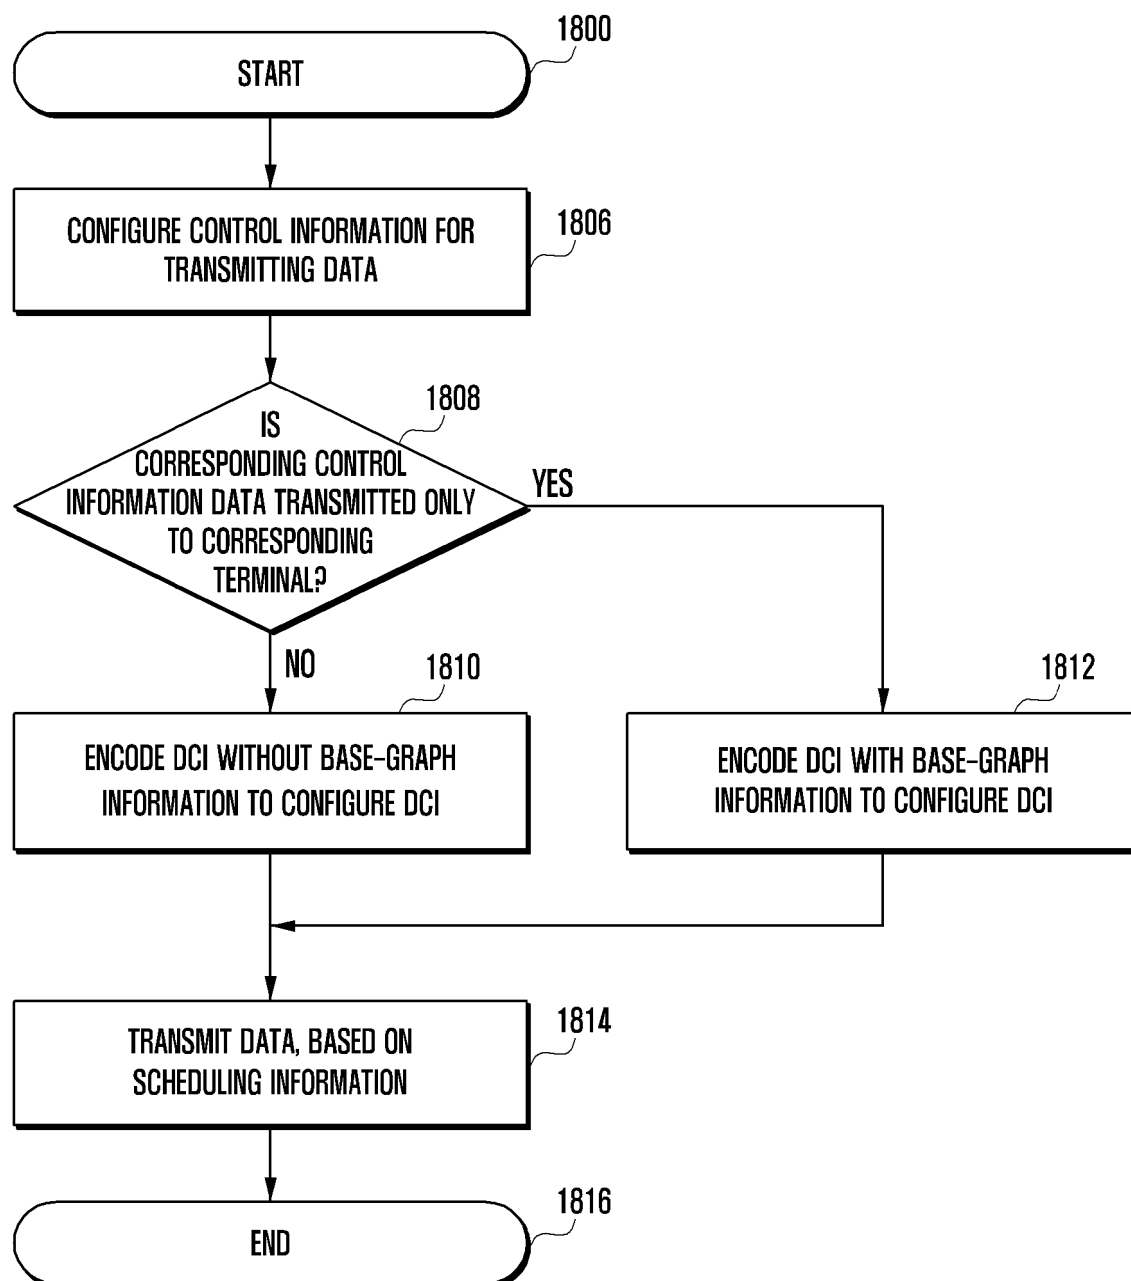 1800
START
1806
CONFIGURE CONTROL INFORMATION FOR
TRANSMITTING DATA
1808
IS
CORRESPONDING CONTROL
INFORMATION DATA TRANSMITTED ONLY
TO CORRESPONDING
TERMINAL?
YES
NO
1810
1812
ENCODE DCI WITHOUT BASE-GRAPH
INFORMATION TO CONFIGURE DCI
ENCODE DCI WITH BASE-GRAPH
INFORMATION TO CONFIGURE DCI
1814
TRANSMIT DATA, BASED ON
SCHEDULING INFORMATION
1816
END